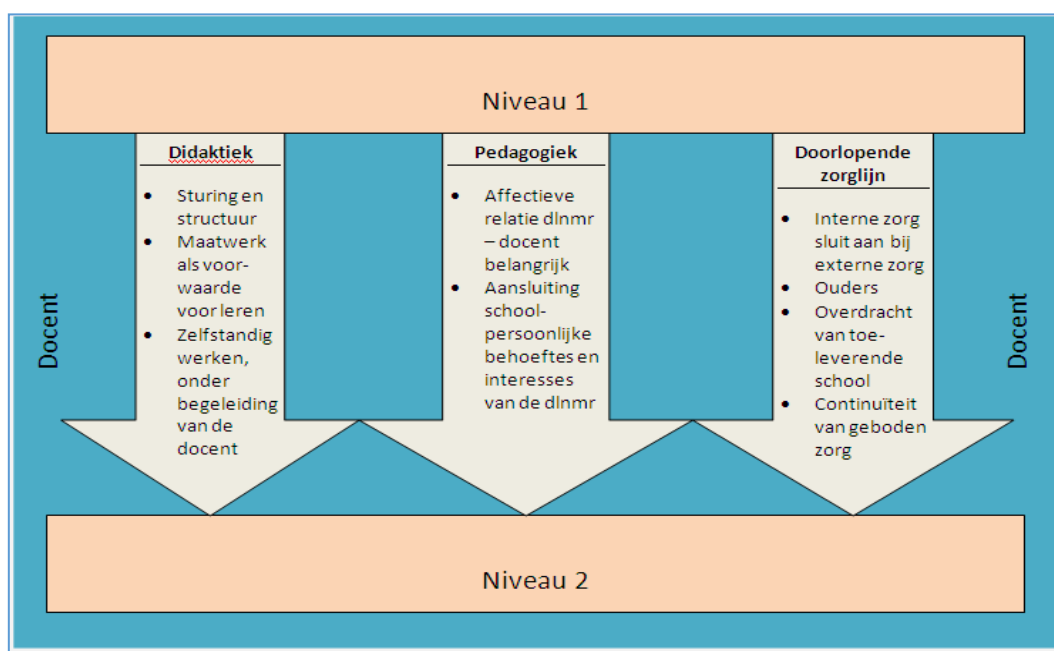 Niveau 1
Didaktiek
• Sturing en
structuur
• Maatwerk
als voor-
waarde
voor leren
• Zelfstandig
werken,
onder
begeleiding
van de
docent
Pedagogiek
• Affectieve
relatie dlnmr
– docent
belangrijk
• Aansluiting
school-
persoonlijke
behoeftes en
interesses
van de dlnmr
Doorlopende
zorglijn
• Interne zorg
sluit aan bij
externe zorg
• Ouders
• Overdracht
van toe-
leverende
school
• Continuïteit
van geboden
zorg
Docent
Docent
Niveau 2